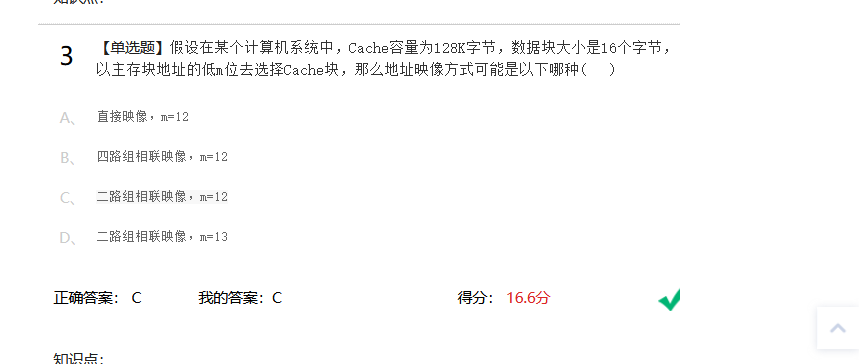 知识点：
3 【单选题】假设在某个计算机系统中，Cache容量为128K字节，数据块大小是16个字节，
以主存块地址的低m位去选择Cache块，那么地址映像方式可能是以下哪种( )
A、 直接映像，m=12
B、 四路组相联映像，m=12
C、 二路组相联映像，m=12
D、 二路组相联映像，m=13
正确答案： C 我的答案：C 得分： 16.6分
知识点：